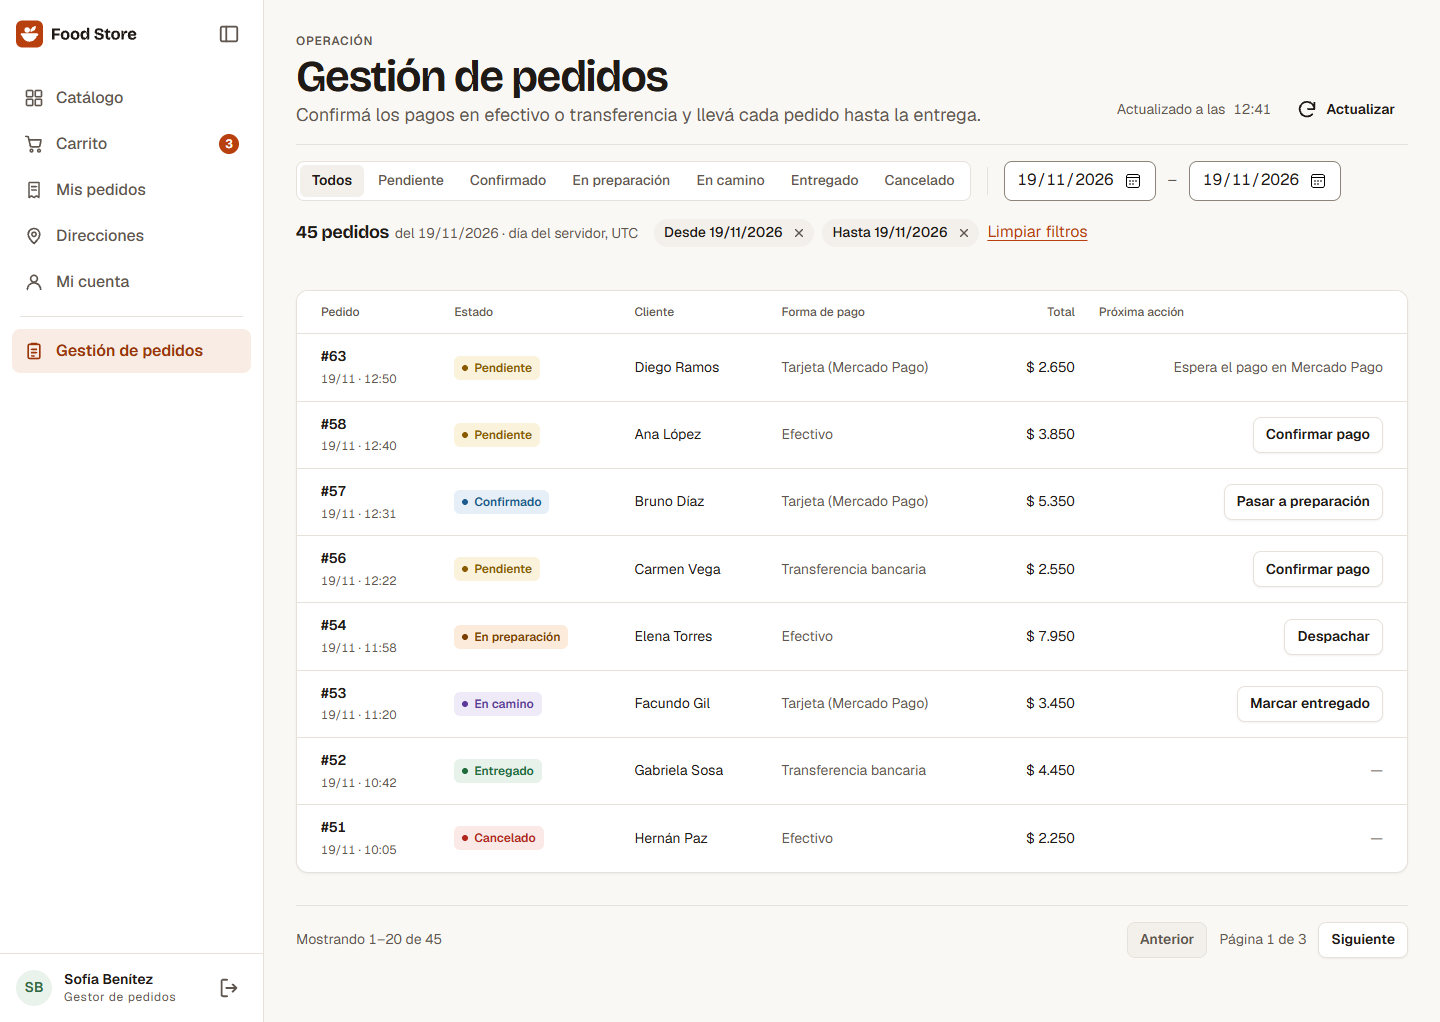 Food Store
Catálogo
Carrito 3
Mis pedidos
Direcciones
Mi cuenta
Gestión de pedidos
SB
Sofía Benítez
Gestor de pedidos
OPERACIÓN
Gestión de pedidos
Confirmá los pagos en efectivo o transferencia y llevá cada pedido hasta la entrega.
Actualizado a las 12:41 Actualizar
Todos Pendiente Confirmado En preparación En camino Entregado Cancelado 19/11/2026 – 19/11/2026
45 pedidos del 19/11/2026 · día del servidor, UTC Desde 19/11/2026 × Hasta 19/11/2026 × Limpiar filtros
Pedido Estado Cliente Forma de pago Total Próxima acción
#63
19/11 · 12:50
Pendiente Diego Ramos Tarjeta (Mercado Pago) $ 2.650 Espera el pago en Mercado Pago
#58
19/11 · 12:40
Pendiente Ana López Efectivo $ 3.850 Confirmar pago
#57
19/11 · 12:31
Confirmado Bruno Díaz Tarjeta (Mercado Pago) $ 5.350 Pasar a preparación
#56
19/11 · 12:22
Pendiente Carmen Vega Transferencia bancaria $ 2.550 Confirmar pago
#54
19/11 · 11:58
En preparación Elena Torres Efectivo $ 7.950 Despachar
#53
19/11 · 11:20
En camino Facundo Gil Tarjeta (Mercado Pago) $ 3.450 Marcar entregado
#52
19/11 · 10:42
Entregado Gabriela Sosa Transferencia bancaria $ 4.450 —
#51
19/11 · 10:05
Cancelado Hernán Paz Efectivo $ 2.250 —
Mostrando 1–20 de 45 Anterior Página 1 de 3 Siguiente